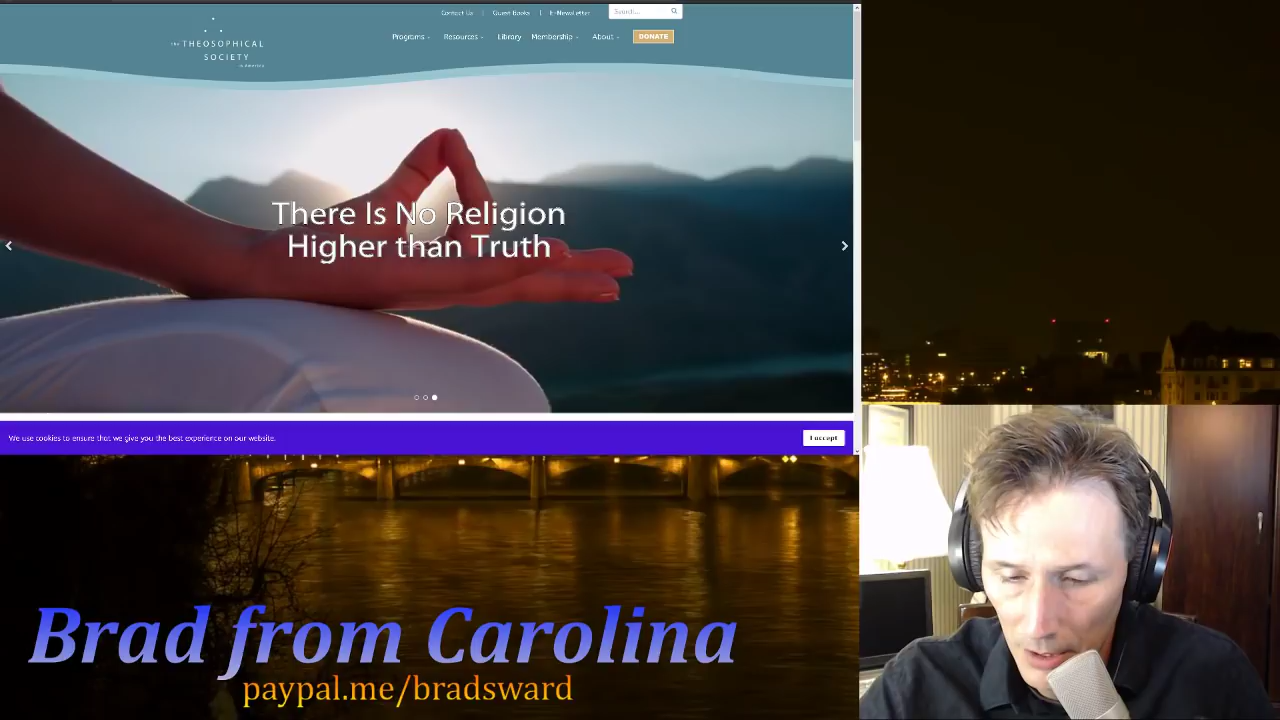 Contact Us | Quest Books | E-Newsletter
Search...
THE THEOSOPHICAL
SOCIETY
IN AMERICA
Programs
Resources
Library
Membership
About
DONATE
There Is No Religion
Higher than Truth
We use cookies to ensure that we give you the best experience on our website.
I accept
Brad from Carolina
paypal.me/bradsward